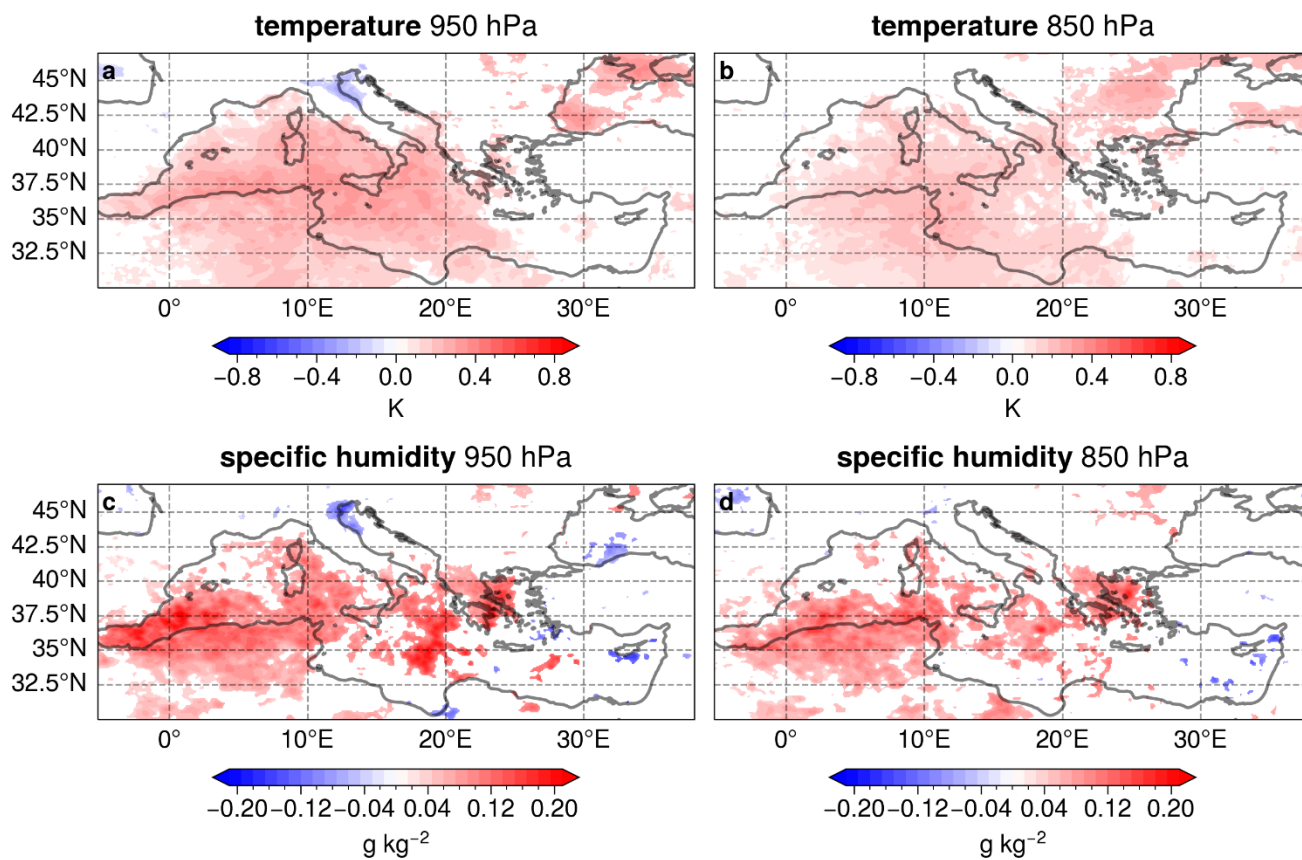 temperature 950 hPa
temperature 850 hPa
a
45°N
42.5°N
40°N
37.5°N
35°N
32.5°N
0°
10°E
20°E
30°E
b
0°
10°E
20°E
30°E
−0.8 −0.4 0.0 0.4 0.8
K
−0.8 −0.4 0.0 0.4 0.8
K
specific humidity 950 hPa
specific humidity 850 hPa
c
45°N
42.5°N
40°N
37.5°N
35°N
32.5°N
0°
10°E
20°E
30°E
d
0°
10°E
20°E
30°E
−0.20 −0.12 −0.04 0.04 0.12 0.20
g kg⁻²
−0.20 −0.12 −0.04 0.04 0.12 0.20
g kg⁻²